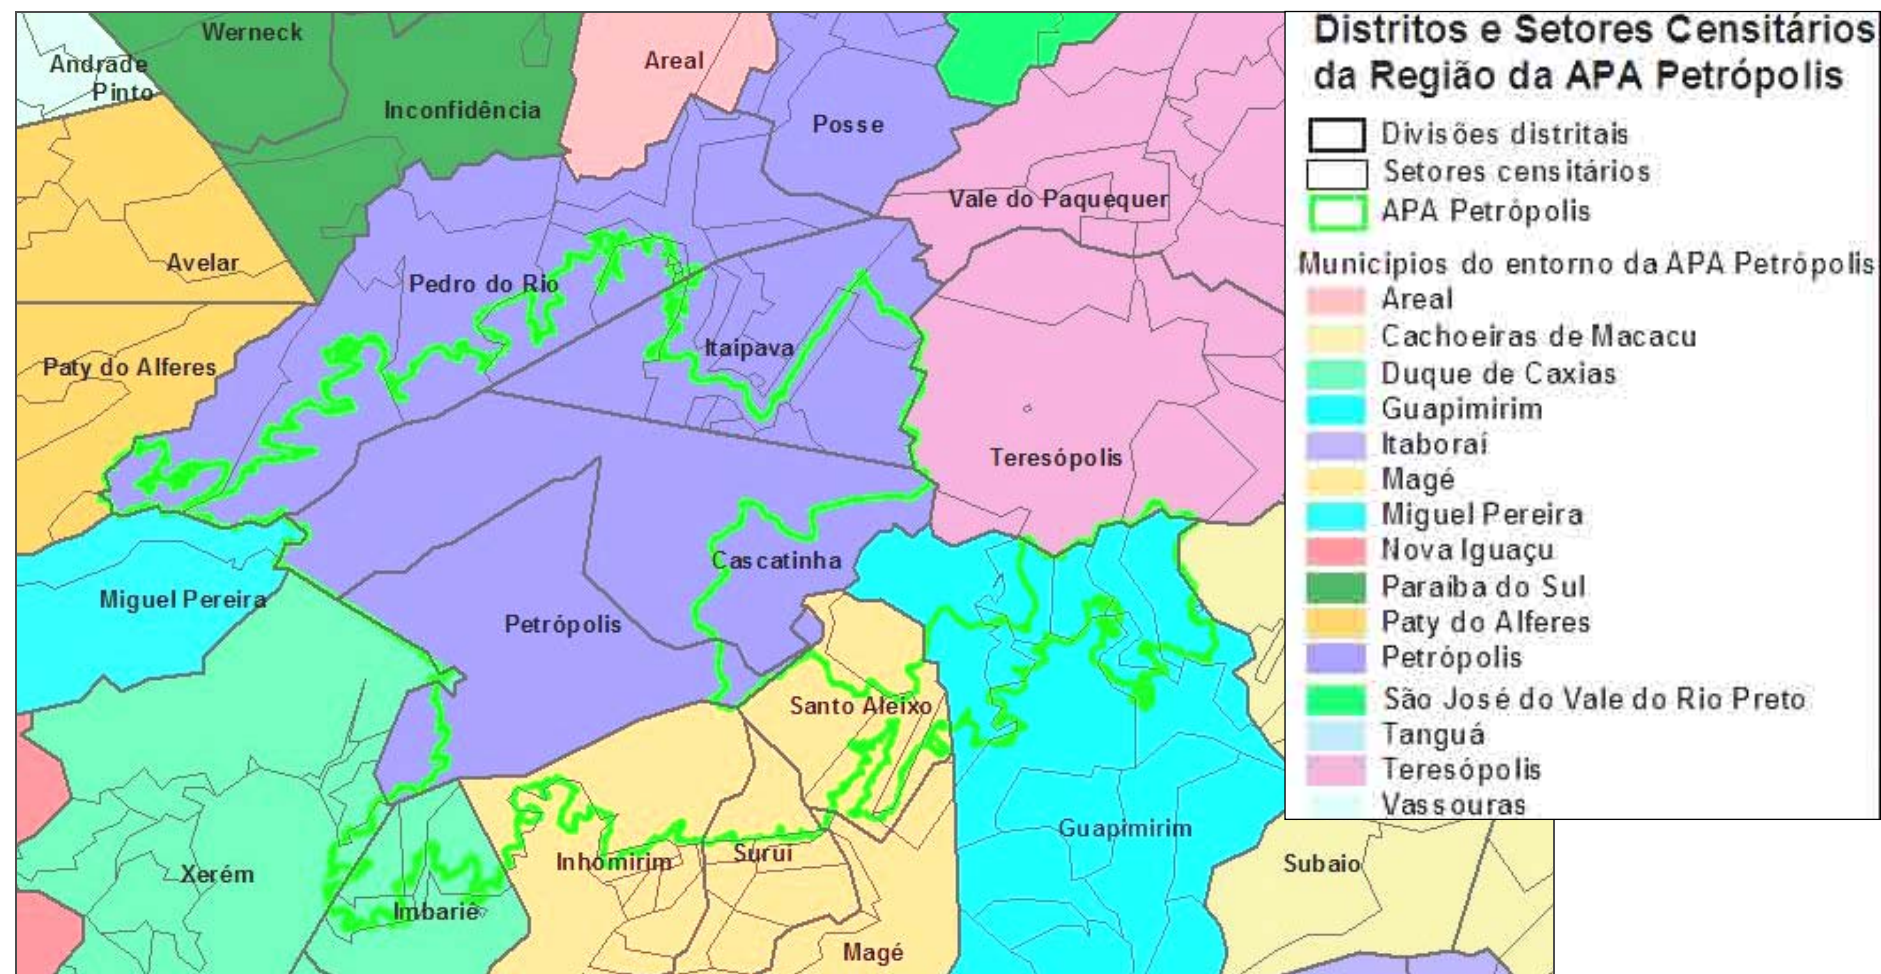 Werneck
Andrade
Pinto
Inconfidência
Areal
Posse
Vale do Paquequer
Avelar
Pedro do Rio
Itaipava
Paty do Alferes
Teresópolis
Cascatinha
Miguel Pereira
Petrópolis
Santo Aleixo
Guapimirim
Inhomirim
Surui
Xerém
Imbariê
Magé
Subaio
Distritos e Setores Censitários
da Região da APA Petrópolis
Divisões distritais
Setores censitários
APA Petrópolis
Municípios do entorno da APA Petrópolis
Areal
Cachoeiras de Macacu
Duque de Caxias
Guapimirim
Itaboraí
Magé
Miguel Pereira
Nova Iguaçu
Paraíba do Sul
Paty do Alferes
Petrópolis
São José do Vale do Rio Preto
Tanguá
Teresópolis
Vassouras